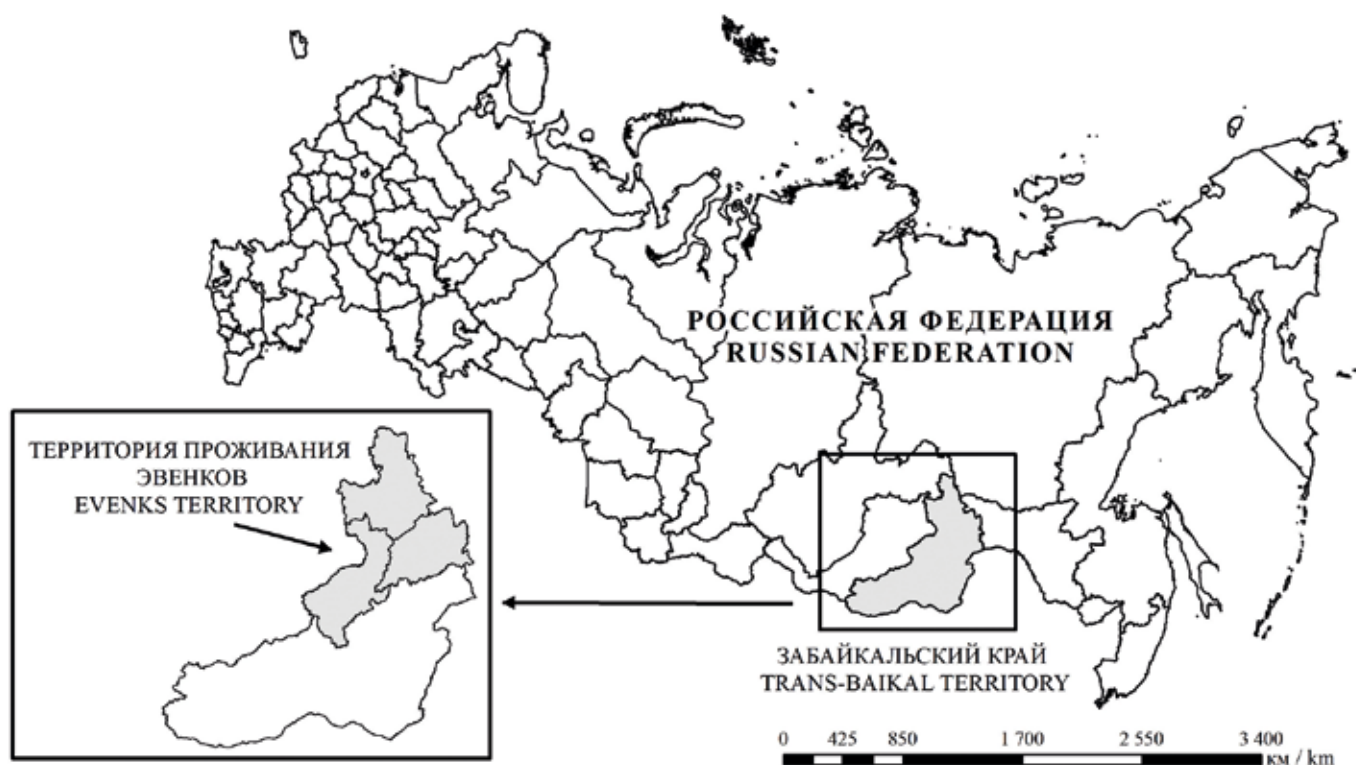 РОССИЙСКАЯ ФЕДЕРАЦИЯ
RUSSIAN FEDERATION
ТЕРРИТОРИЯ ПРОЖИВАНИЯ
ЭВЕНКОВ
EVENKS TERRITORY
ЗАБАЙКАЛЬСКИЙ КРАЙ
TRANS-BAIKAL TERRITORY
0 425 850 1 700 2 550 3 400
км / km